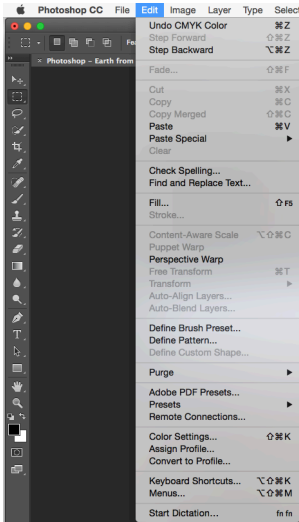 Photoshop CC File Edit Image Layer Type Select
Fe
× Photoshop – Earth from
Undo CMYK Color ⌘Z
Step Forward ⇧⌘Z
Step Backward ⌥⌘Z
Fade... ⇧⌘F
Cut ⌘X
Copy ⌘C
Copy Merged ⇧⌘C
Paste ⌘V
Paste Special ▶
Clear
Check Spelling...
Find and Replace Text...
Fill... ⇧F5
Stroke...
Content-Aware Scale ⌥⇧⌘C
Puppet Warp
Perspective Warp
Free Transform ⌘T
Transform ▶
Auto-Align Layers...
Auto-Blend Layers...
Define Brush Preset...
Define Pattern...
Define Custom Shape...
Purge ▶
Adobe PDF Presets...
Presets ▶
Remote Connections...
Color Settings... ⇧⌘K
Assign Profile...
Convert to Profile...
Keyboard Shortcuts... ⌥⇧⌘K
Menus... ⌥⇧⌘M
Start Dictation... fn fn